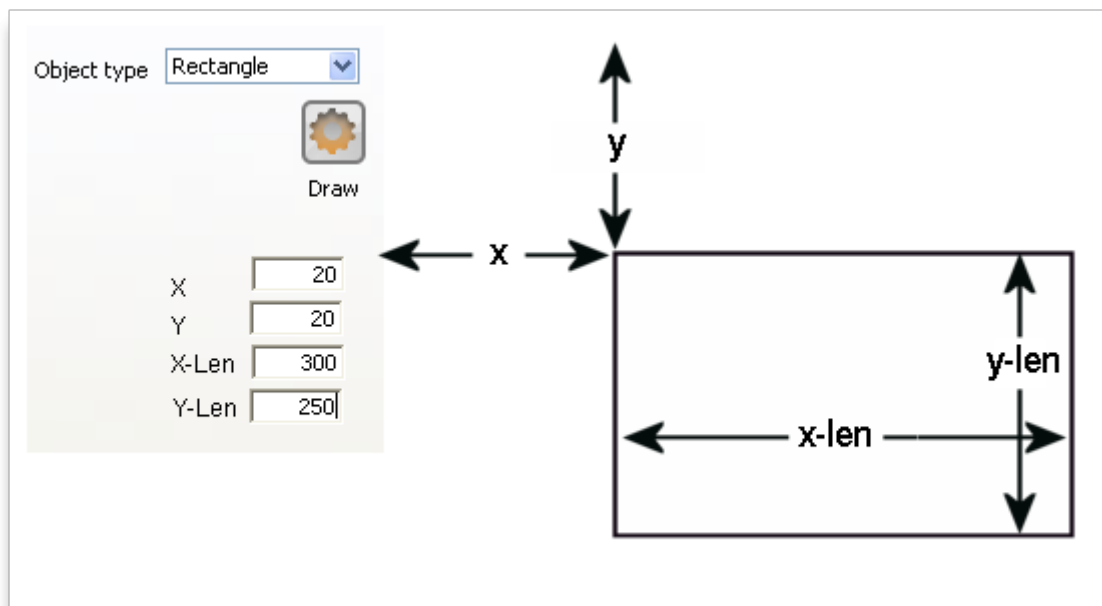 Object type Rectangle
Draw
X 20
Y 20
X-Len 300
Y-Len 250
y
x
y-len
x-len